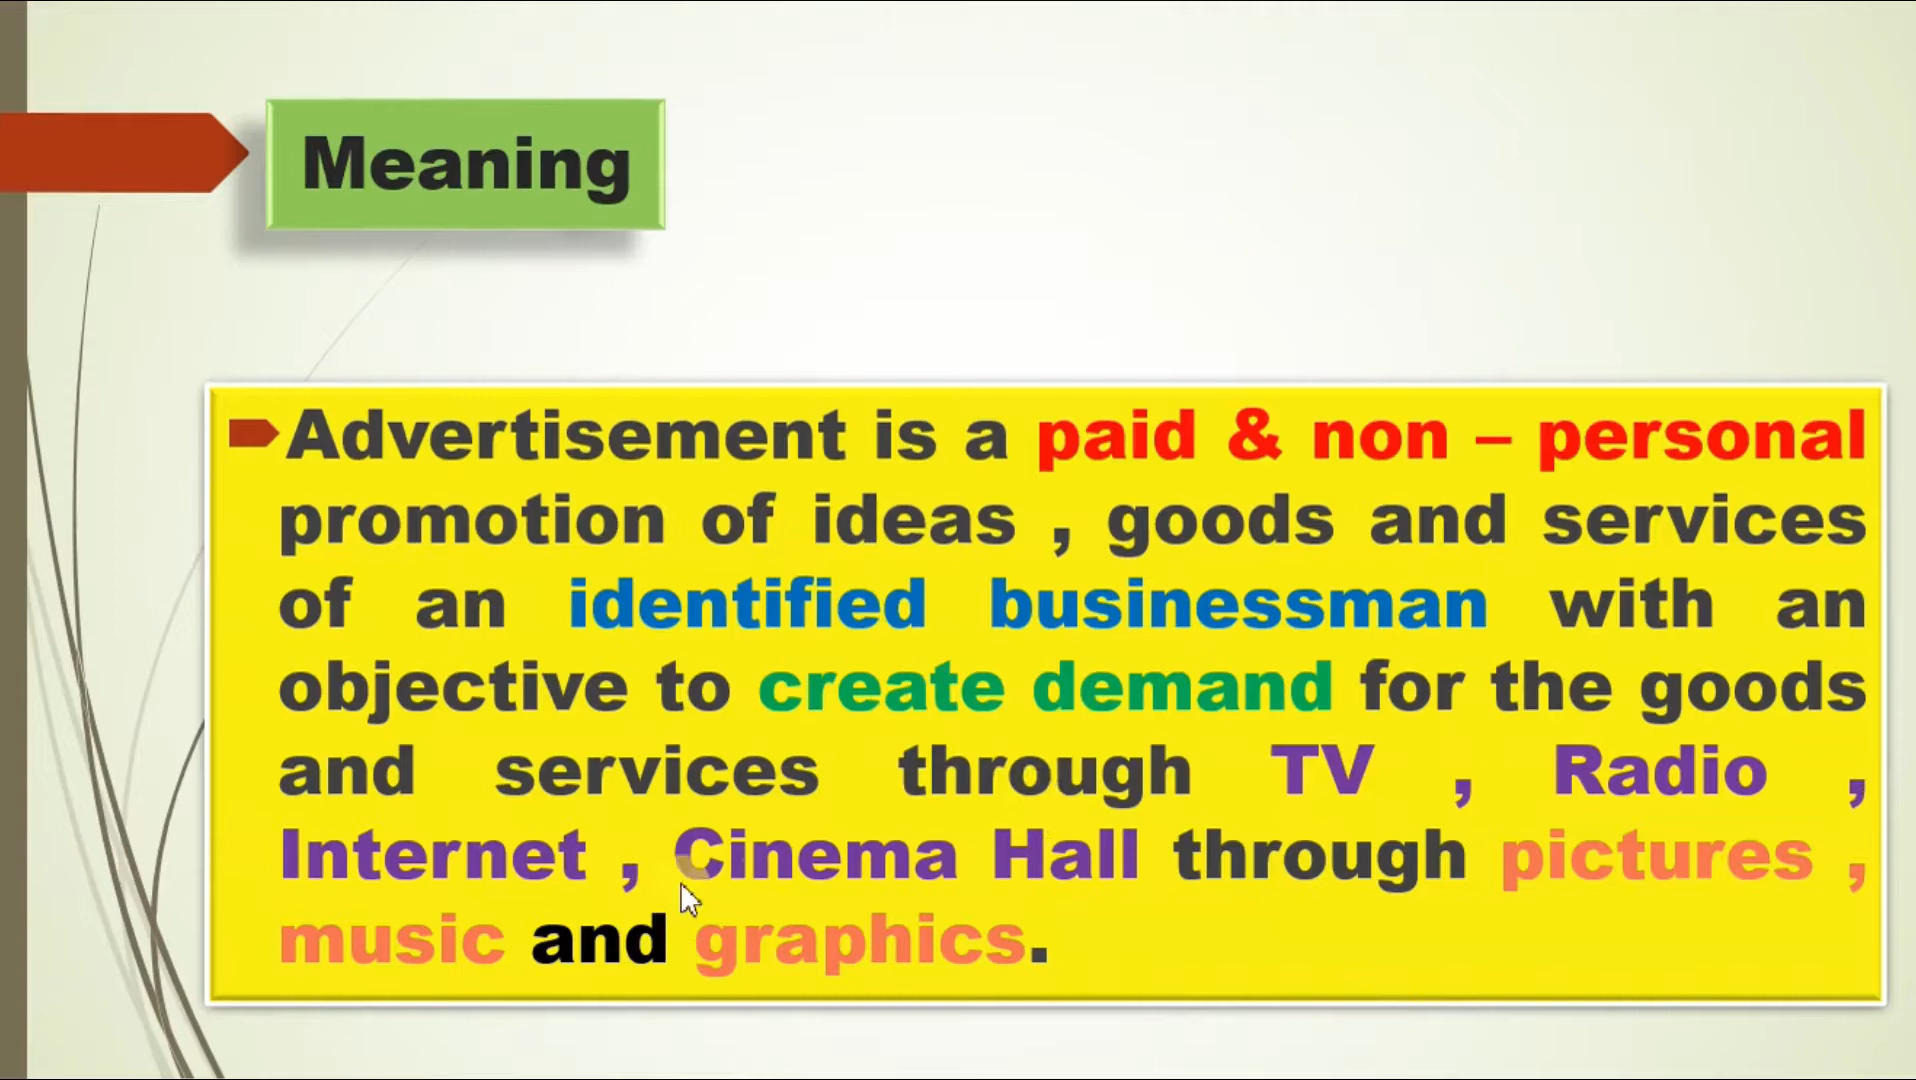 Meaning
Advertisement is a paid & non – personal
promotion of ideas , goods and services
of an identified businessman with an
objective to create demand for the goods
and services through TV , Radio ,
Internet , Cinema Hall through pictures ,
music and graphics.